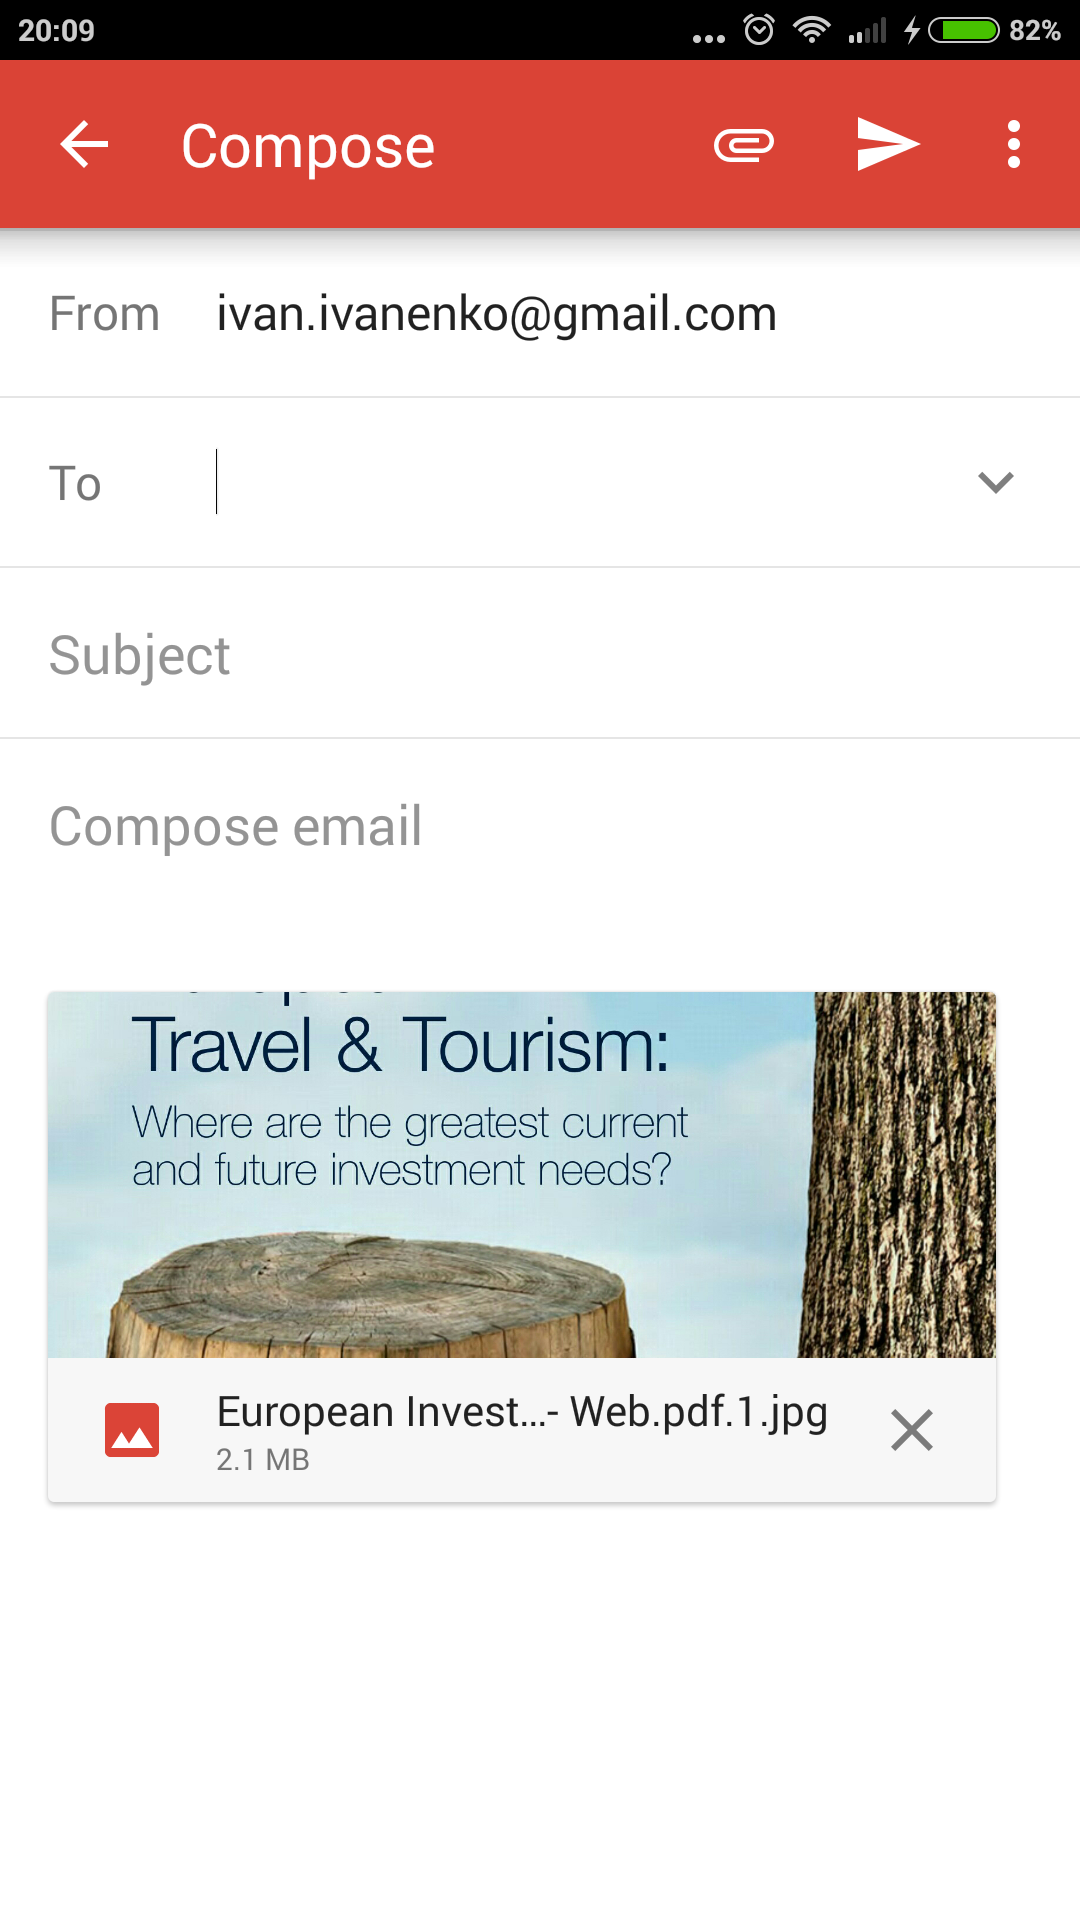 20:09
82%
Compose
From ivan.ivanenko@gmail.com
To
Subject
Compose email
Travel & Tourism:
Where are the greatest current
and future investment needs?
European Invest...- Web.pdf.1.jpg
2.1 MB